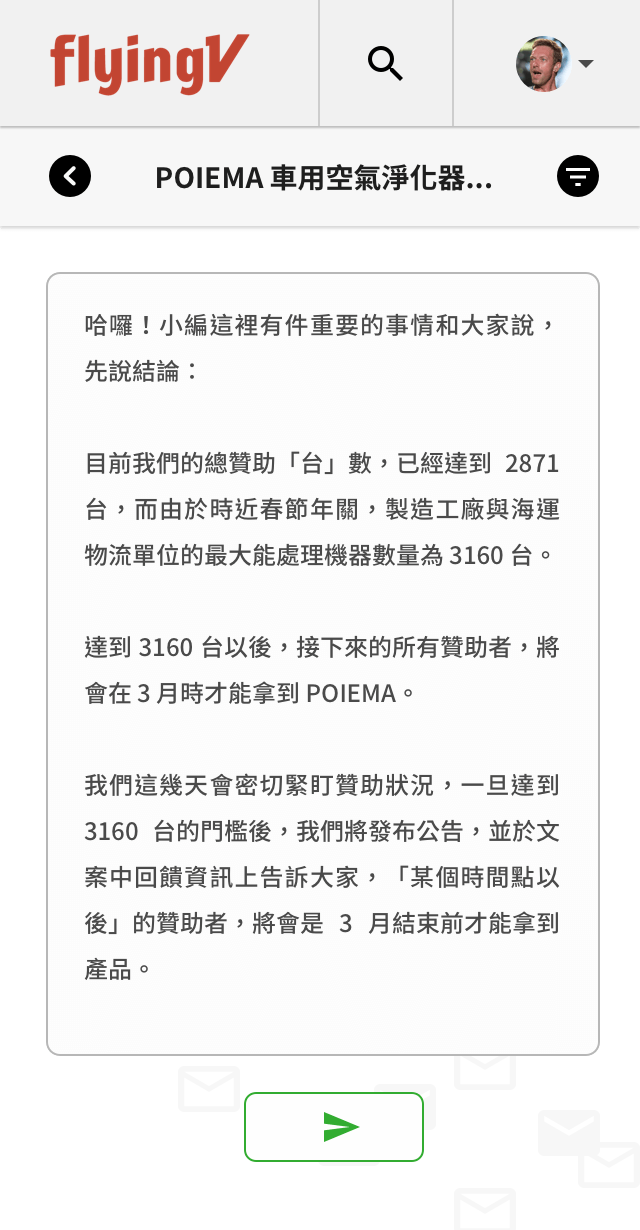 flyingV
POIEMA 車用空氣淨化器...
哈囉！小編這裡有件重要的事情和大家說，
先說結論：
目前我們的總贊助「台」數，已經達到 2871
台，而由於時近春節年關，製造工廠與海運
物流單位的最大能處理機器數量為 3160 台。
達到 3160 台以後，接下來的所有贊助者，將
會在 3 月時才能拿到 POIEMA。
我們這幾天會密切緊盯贊助狀況，一旦達到
3160 台的門檻後，我們將發布公告，並於文
案中回饋資訊上告訴大家，「某個時間點以
後」的贊助者，將會是 3 月結束前才能拿到
產品。